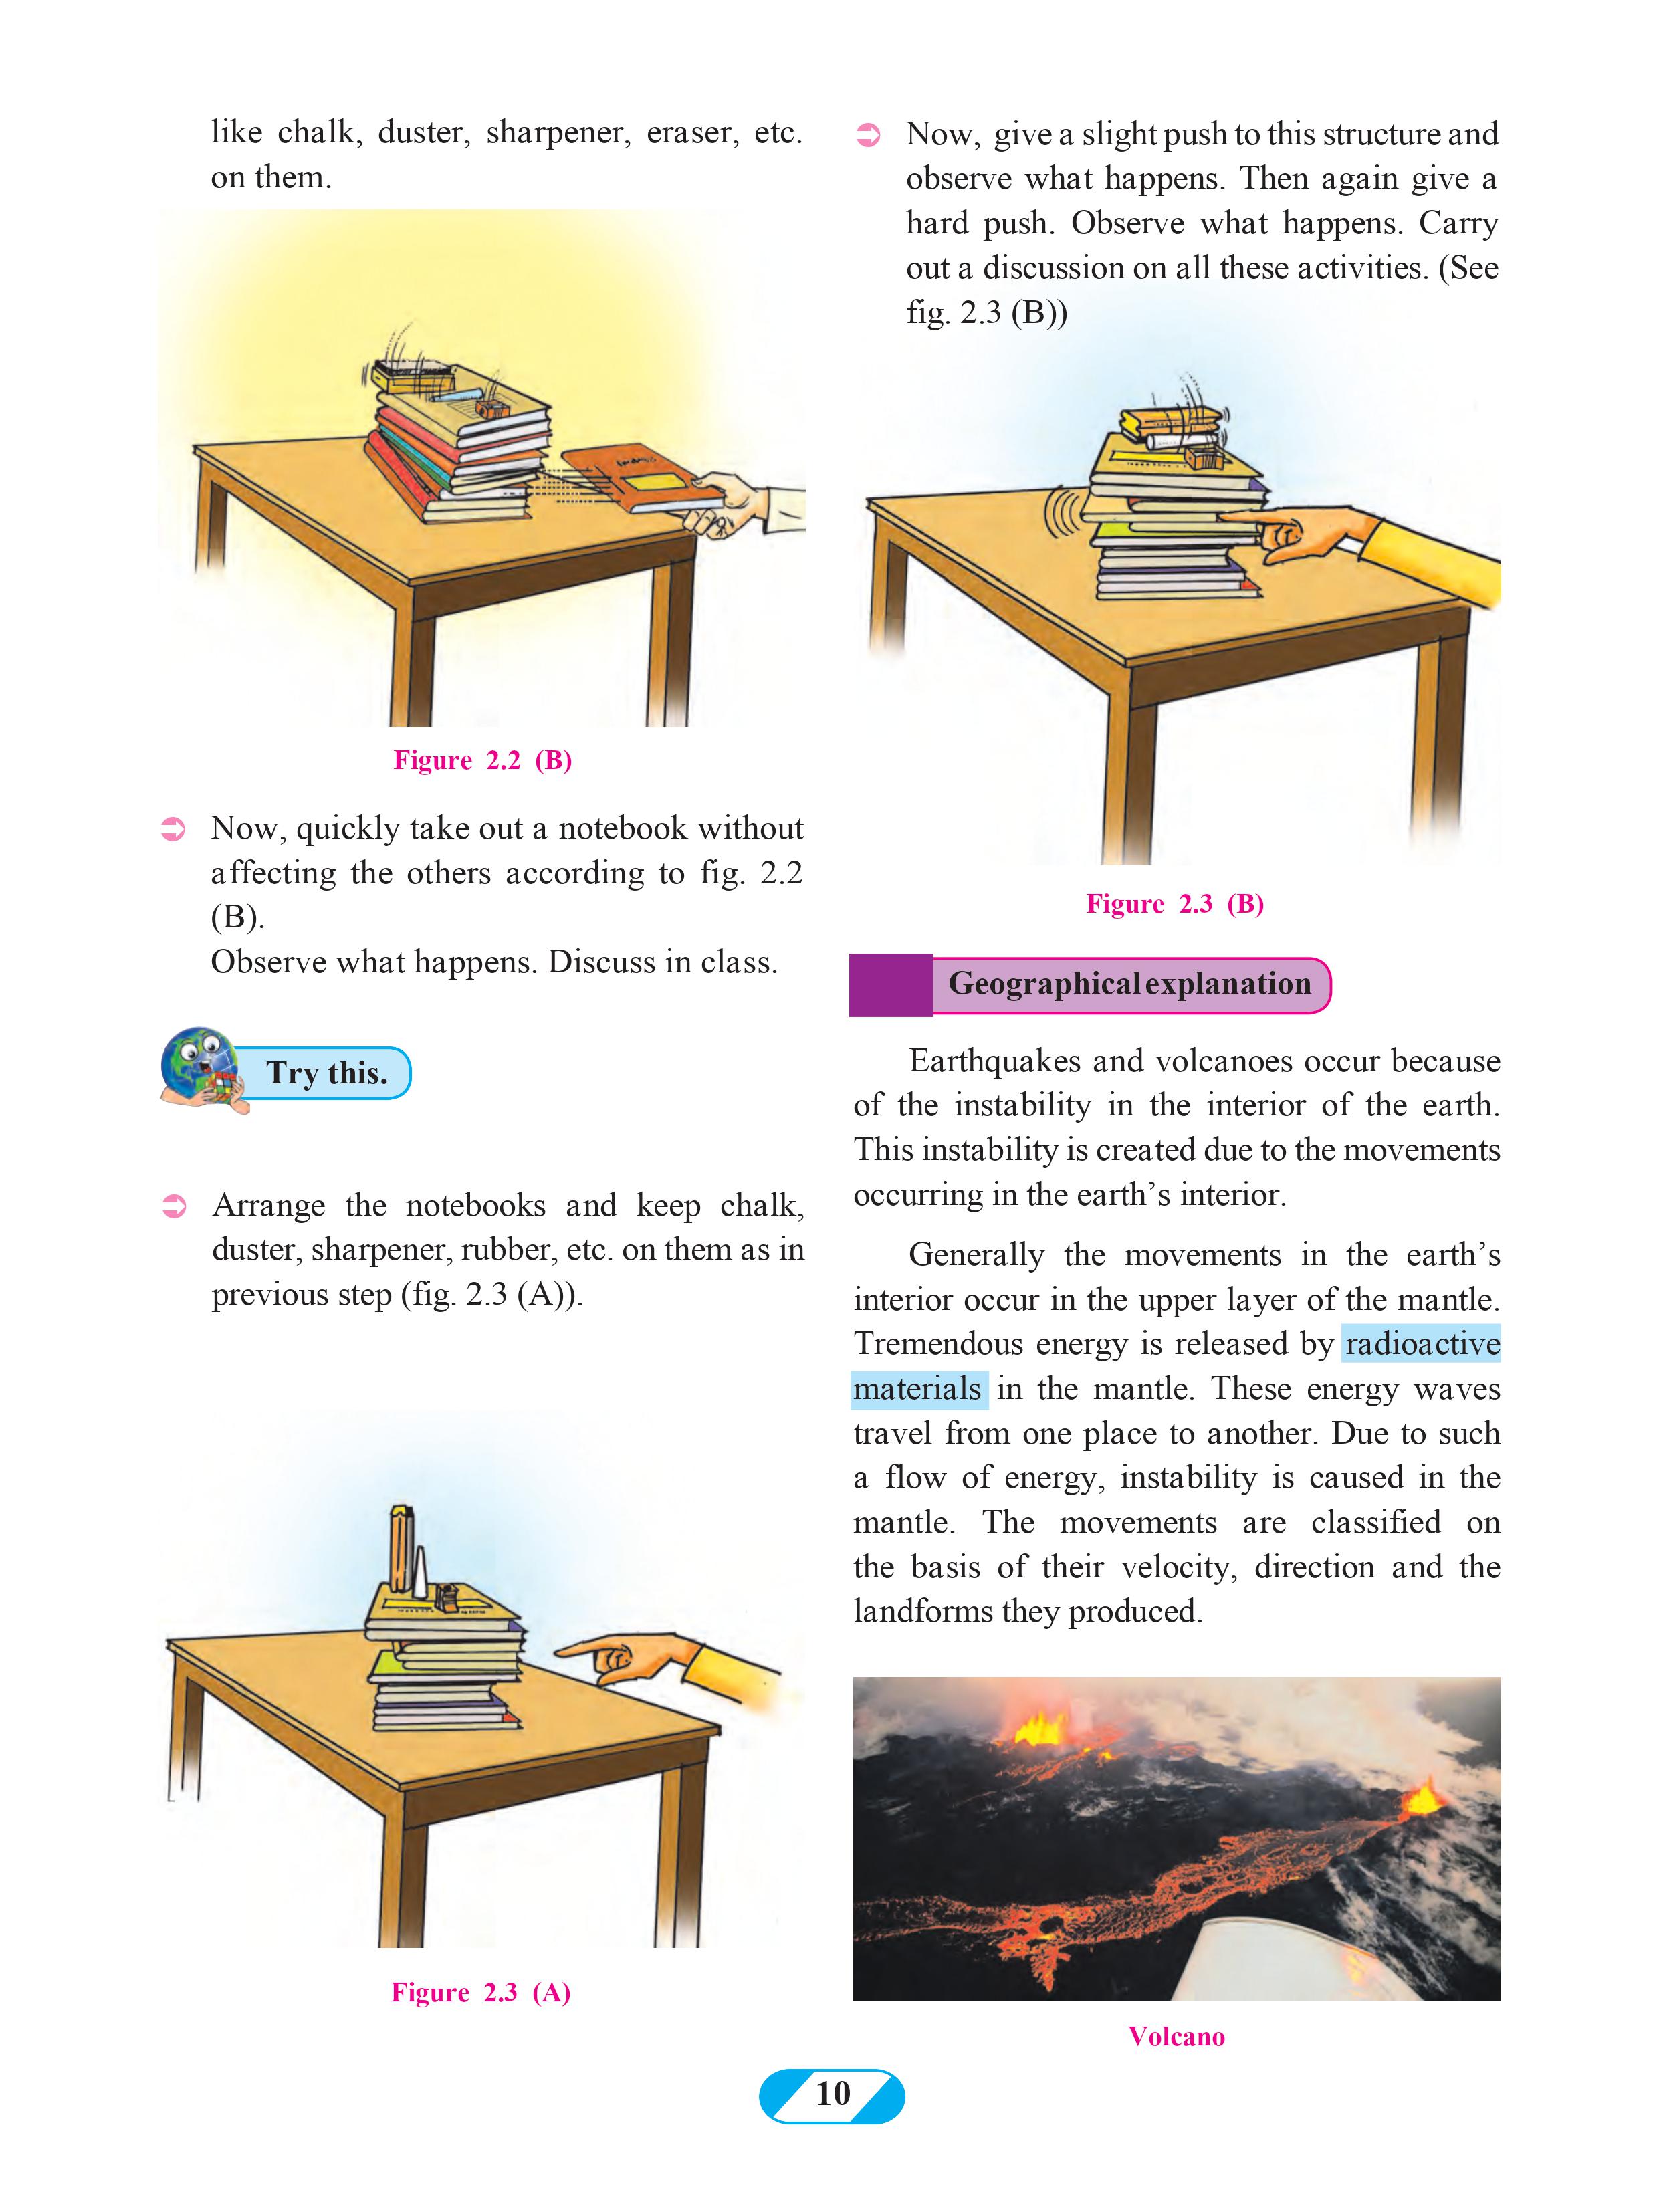 like chalk, duster, sharpener, eraser, etc.
on them.
Figure 2.2 (B)
Now, quickly take out a notebook without
affecting the others according to fig. 2.2
(B).
Observe what happens. Discuss in class.
Try this.
Arrange the notebooks and keep chalk,
duster, sharpener, rubber, etc. on them as in
previous step (fig. 2.3 (A)).
Figure 2.3 (A)
Now, give a slight push to this structure and
observe what happens. Then again give a
hard push. Observe what happens. Carry
out a discussion on all these activities. (See
fig. 2.3 (B))
Figure 2.3 (B)
Geographical explanation
Earthquakes and volcanoes occur because
of the instability in the interior of the earth.
This instability is created due to the movements
occurring in the earth’s interior.
Generally the movements in the earth’s
interior occur in the upper layer of the mantle.
Tremendous energy is released by radioactive
materials in the mantle. These energy waves
travel from one place to another. Due to such
a flow of energy, instability is caused in the
mantle. The movements are classified on
the basis of their velocity, direction and the
landforms they produced.
Volcano
10